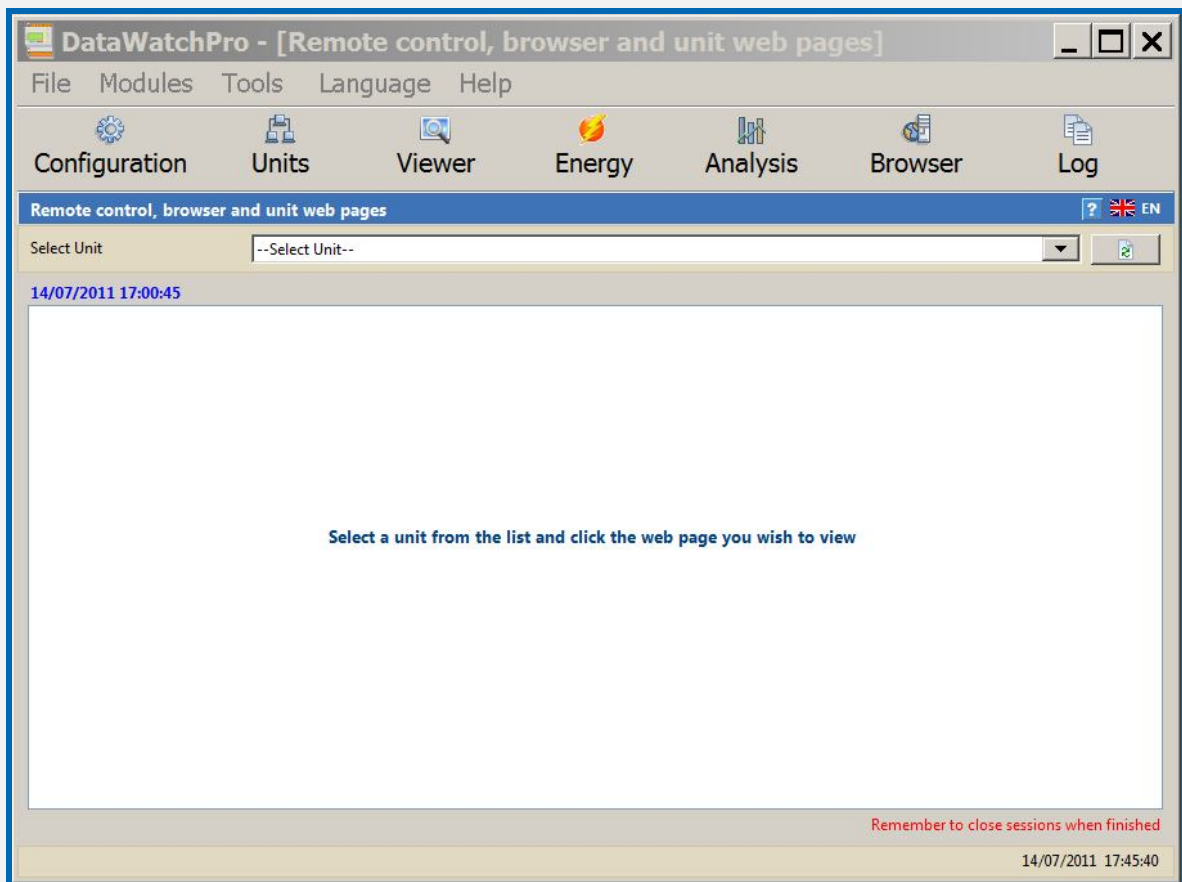 DataWatchPro - [Remote control, browser and unit web pages]
File Modules Tools Language Help
Configuration Units Viewer Energy Analysis Browser Log
Remote control, browser and unit web pages ? EN
Select Unit --Select Unit--
14/07/2011 17:00:45
Select a unit from the list and click the web page you wish to view
Remember to close sessions when finished
14/07/2011 17:45:40